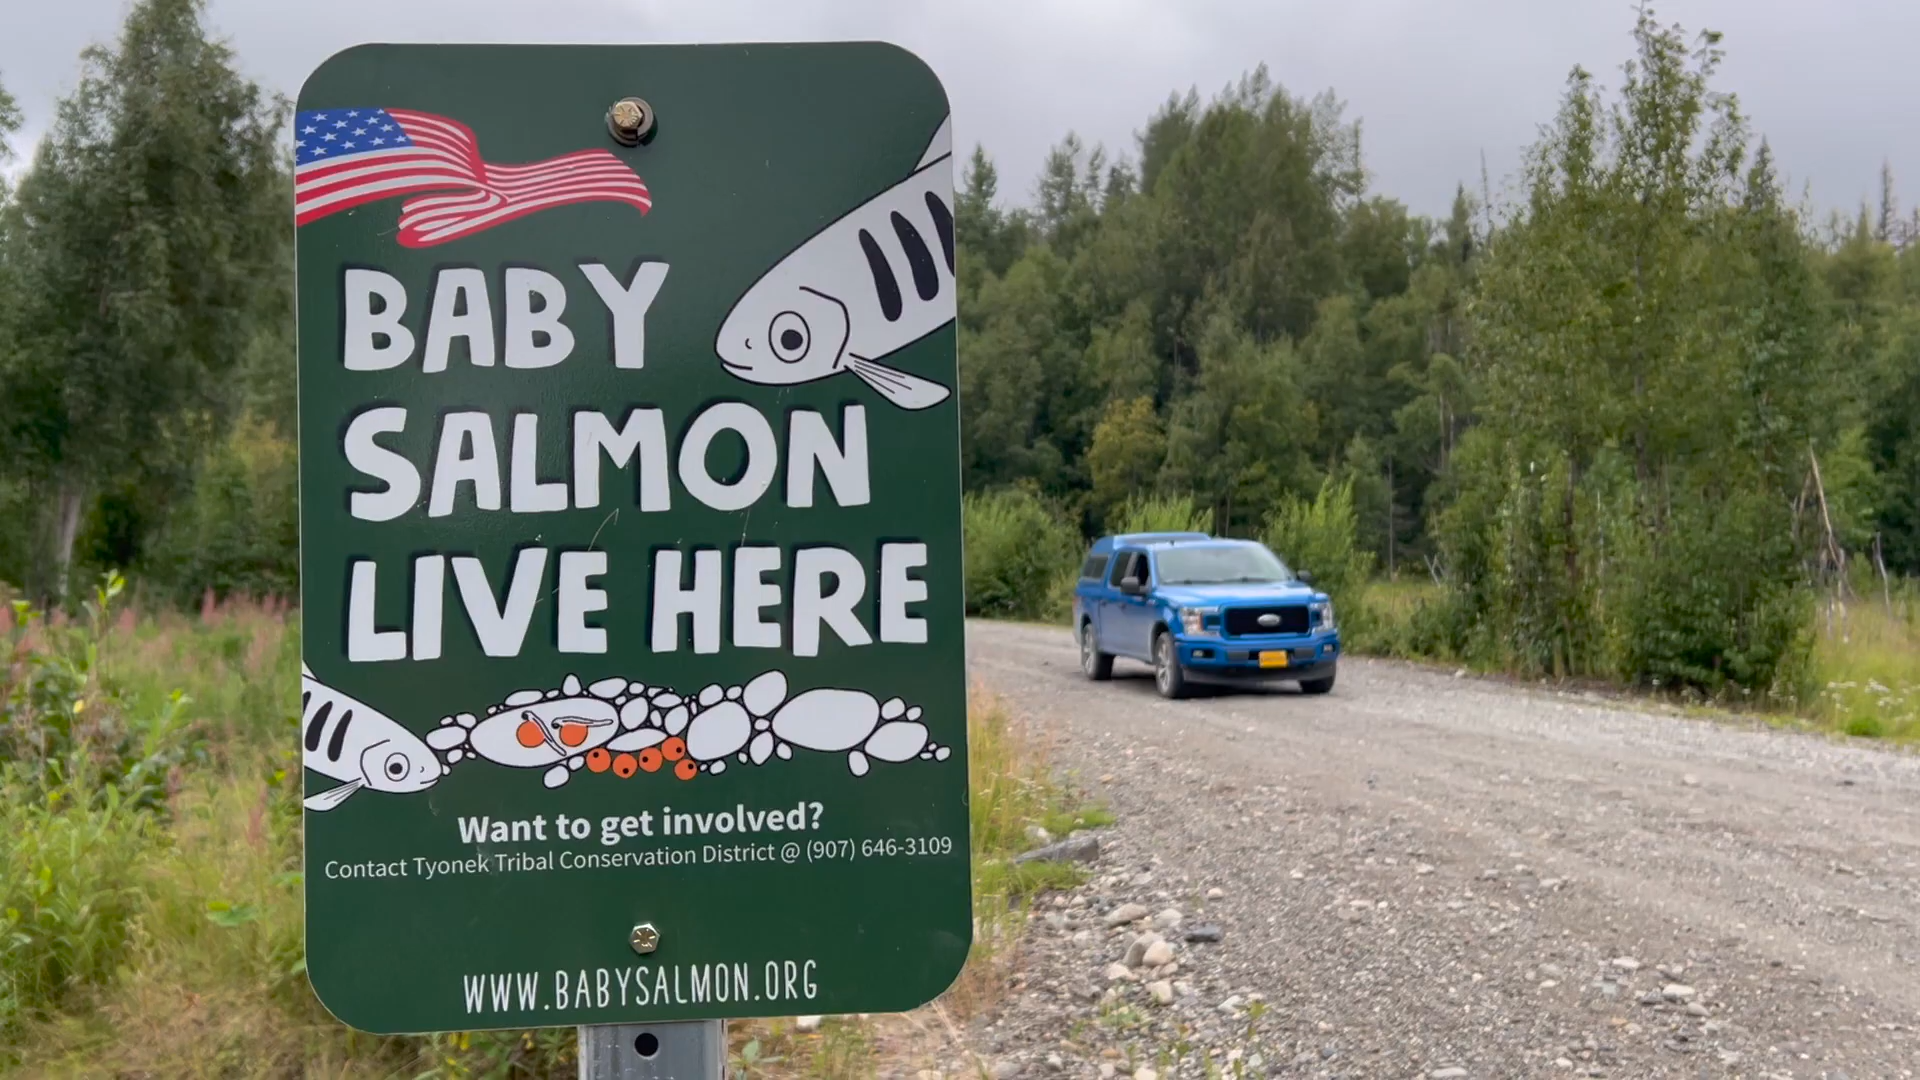 BABY
SALMON
LIVE HERE
Want to get involved?
Contact Tyonek Tribal Conservation District @ (907) 646-3109
WWW.BABYSALMON.ORG